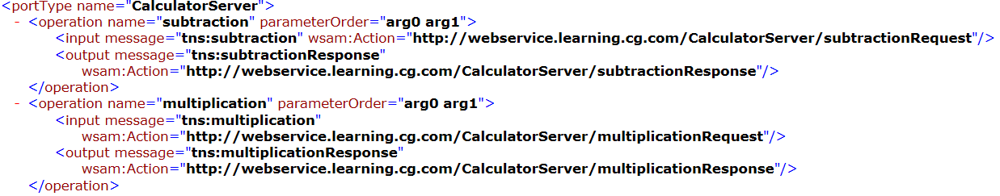 <portType name="CalculatorServer">
- <operation name="subtraction" parameterOrder="arg0 arg1">
<input message="tns:subtraction" wsam:Action="http://webservice.learning.cg.com/CalculatorServer/subtractionRequest"/>
<output message="tns:subtractionResponse"
wsam:Action="http://webservice.learning.cg.com/CalculatorServer/subtractionResponse"/>
</operation>
- <operation name="multiplication" parameterOrder="arg0 arg1">
<input message="tns:multiplication"
wsam:Action="http://webservice.learning.cg.com/CalculatorServer/multiplicationRequest"/>
<output message="tns:multiplicationResponse"
wsam:Action="http://webservice.learning.cg.com/CalculatorServer/multiplicationResponse"/>
</operation>